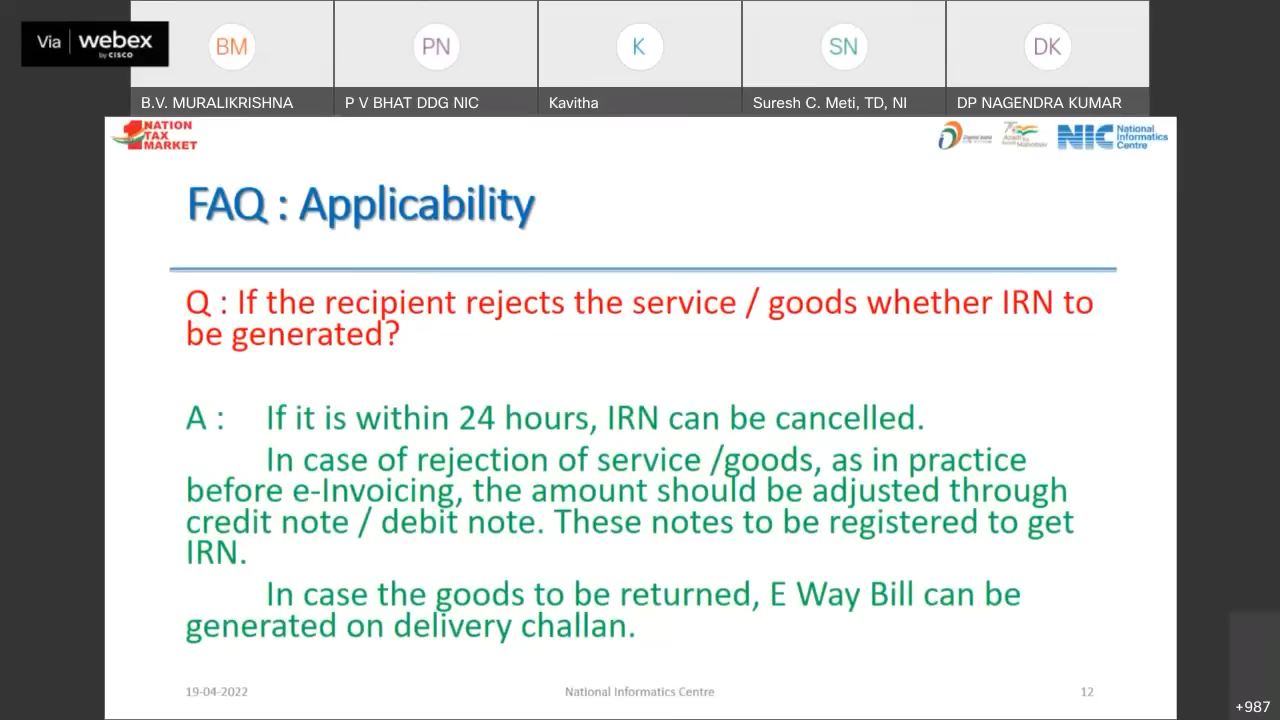 Via webex
by CISCO
BM
PN
K
SN
DK
B.V. MURALIKRISHNA
P V BHAT DDG NIC
Kavitha
Suresh C. Meti, TD, NI
DP NAGENDRA KUMAR
1 NATION
TAX
MARKET
NIC National
Informatics
Centre
FAQ : Applicability
Q : If the recipient rejects the service / goods whether IRN to
be generated?
A : If it is within 24 hours, IRN can be cancelled.
In case of rejection of service /goods, as in practice
before e-Invoicing, the amount should be adjusted through
credit note / debit note. These notes to be registered to get
IRN.
In case the goods to be returned, E Way Bill can be
generated on delivery challan.
19-04-2022
National Informatics Centre
12
+987